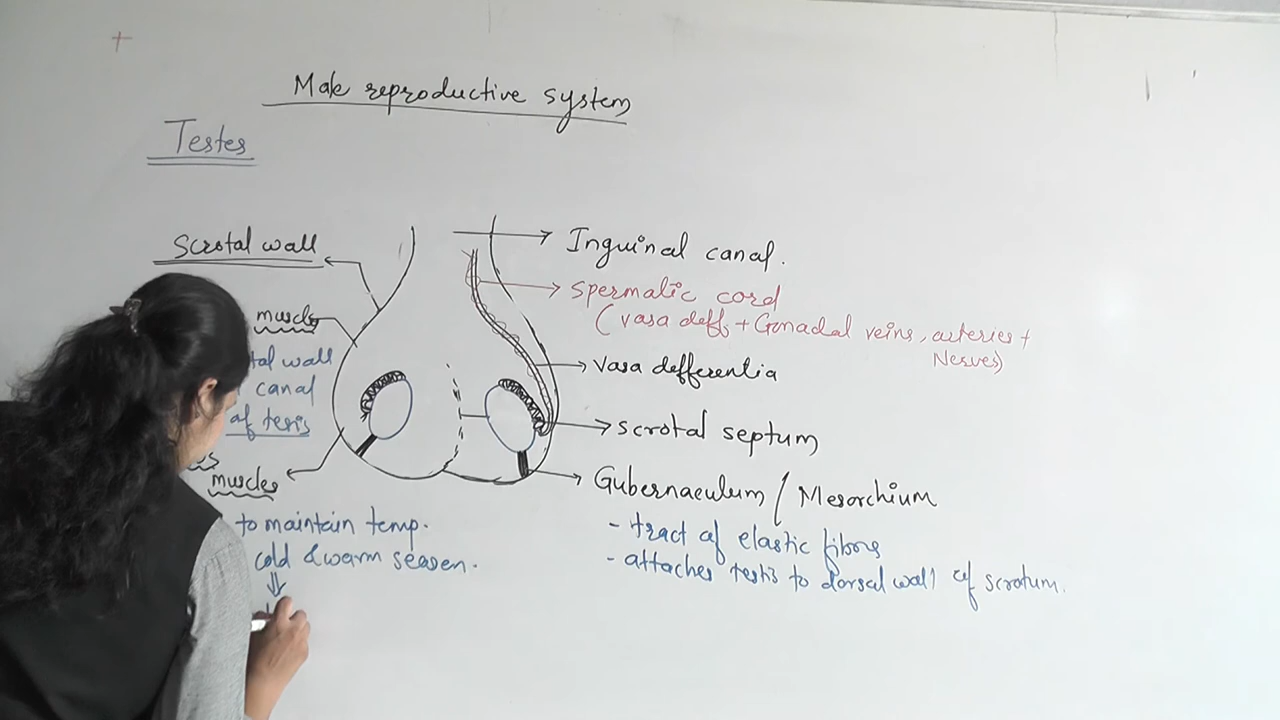 Male reproductive system
Testes
Scrotal wall
Inguinal canal.
Spermatic cord
(Vasa deff + Gonadal veins, arteries +
Nerves)
muscles
wall
canal
of testis
Vasa defferentia
scrotal septum
muscles
Gubernaculum / Mesorchium
to maintain temp.
cold & warm season.
- tract of elastic fibres
- attaches testis to dorsal wall of scrotum.